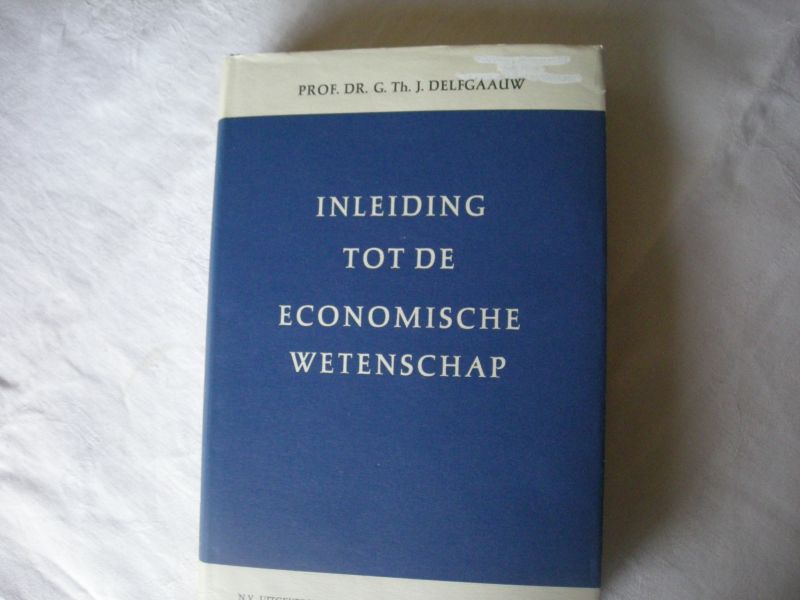 PROF. DR. G. Th. J. DELFGAAUW
INLEIDING
TOT DE
ECONOMISCHE
WETENSCHAP
N.V.